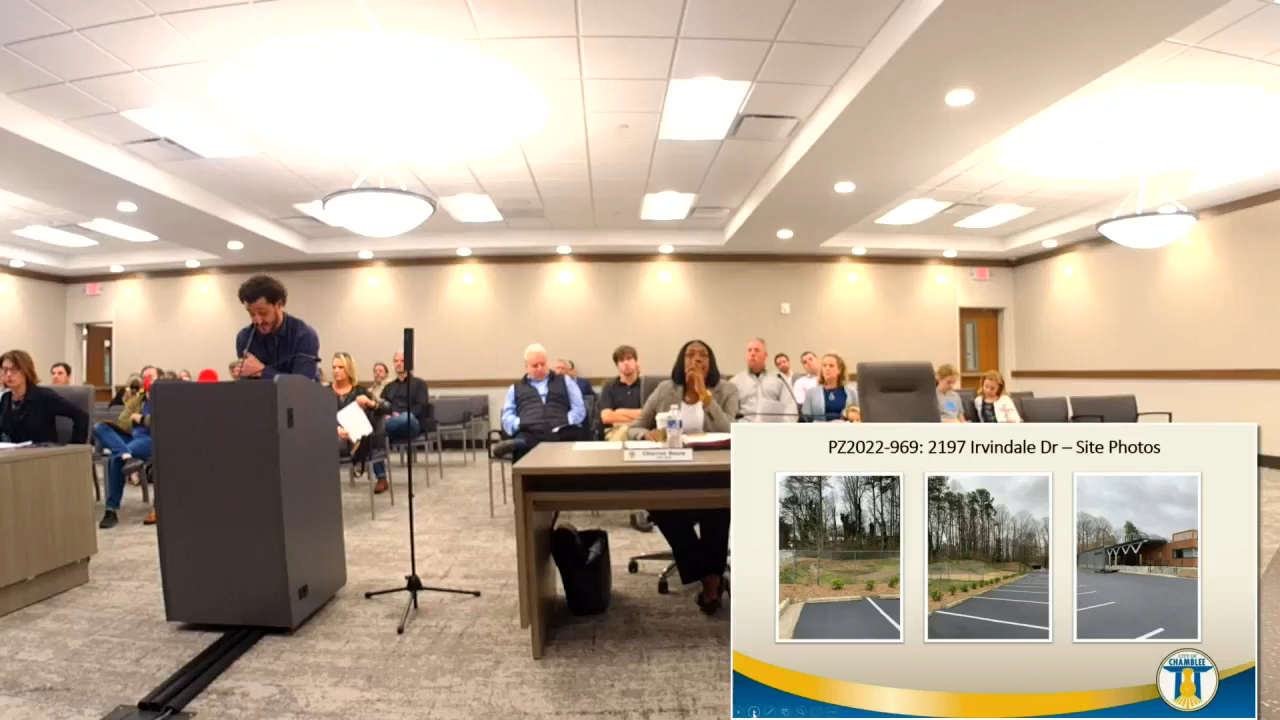 PZ2022-969: 2197 Irvindale Dr – Site Photos
CITY OF
CHAMBLEE